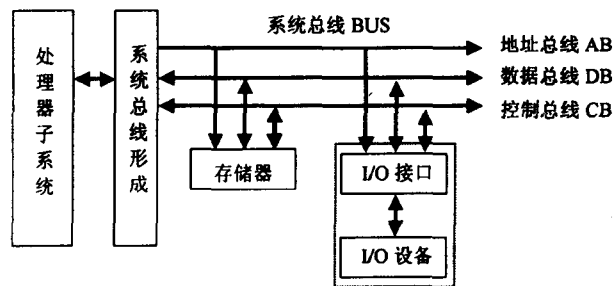 系统总线 BUS
地址总线 AB
数据总线 DB
控制总线 CB
处理器子系统
系统总线形成
存储器
I/O 接口
I/O 设备